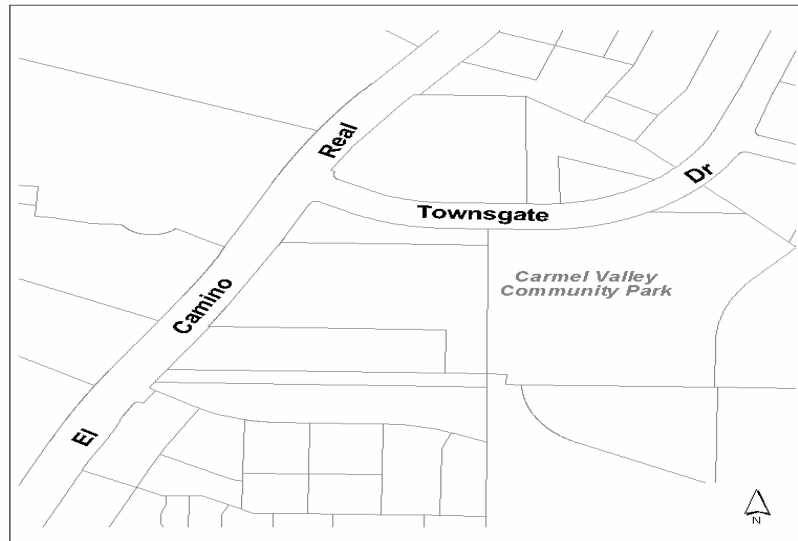 Real
Dr
Townsgate
Carmel Valley
Community Park
Camino
El
N